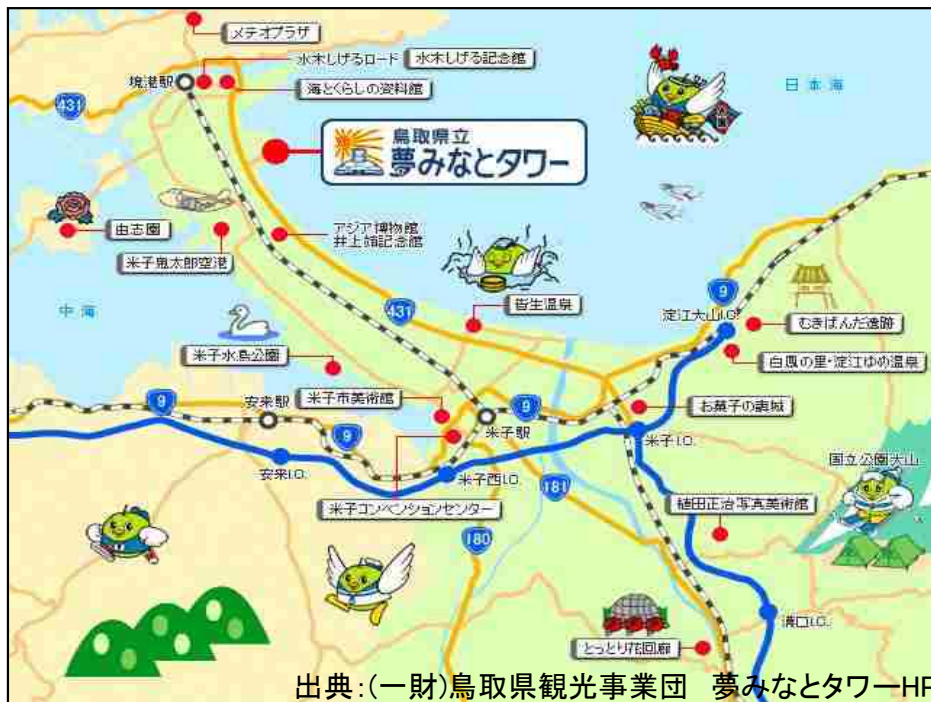 メテオプラザ
水木しげるロード
水木しげる記念館
境港駅
海とくらしの資料館
日本海
431
鳥取県立
夢みなとタワー
由志園
米子鬼太郎空港
アジア博物館
井上靖記念館
中海
431
皆生温泉
9
淀江大山I.C.
むきばんだ遺跡
白鳳の里・淀江ゆめ温泉
米子水鳥公園
9
安来駅
米子市美術館
9
お菓子の壽城
9
米子駅
米子I.C.
安来I.C.
米子西I.C.
国立公園大山
181
米子コンベンションセンター
植田正治写真美術館
180
溝口I.C.
とっとり花回廊
出典:(一財)鳥取県観光事業団 夢みなとタワーHP